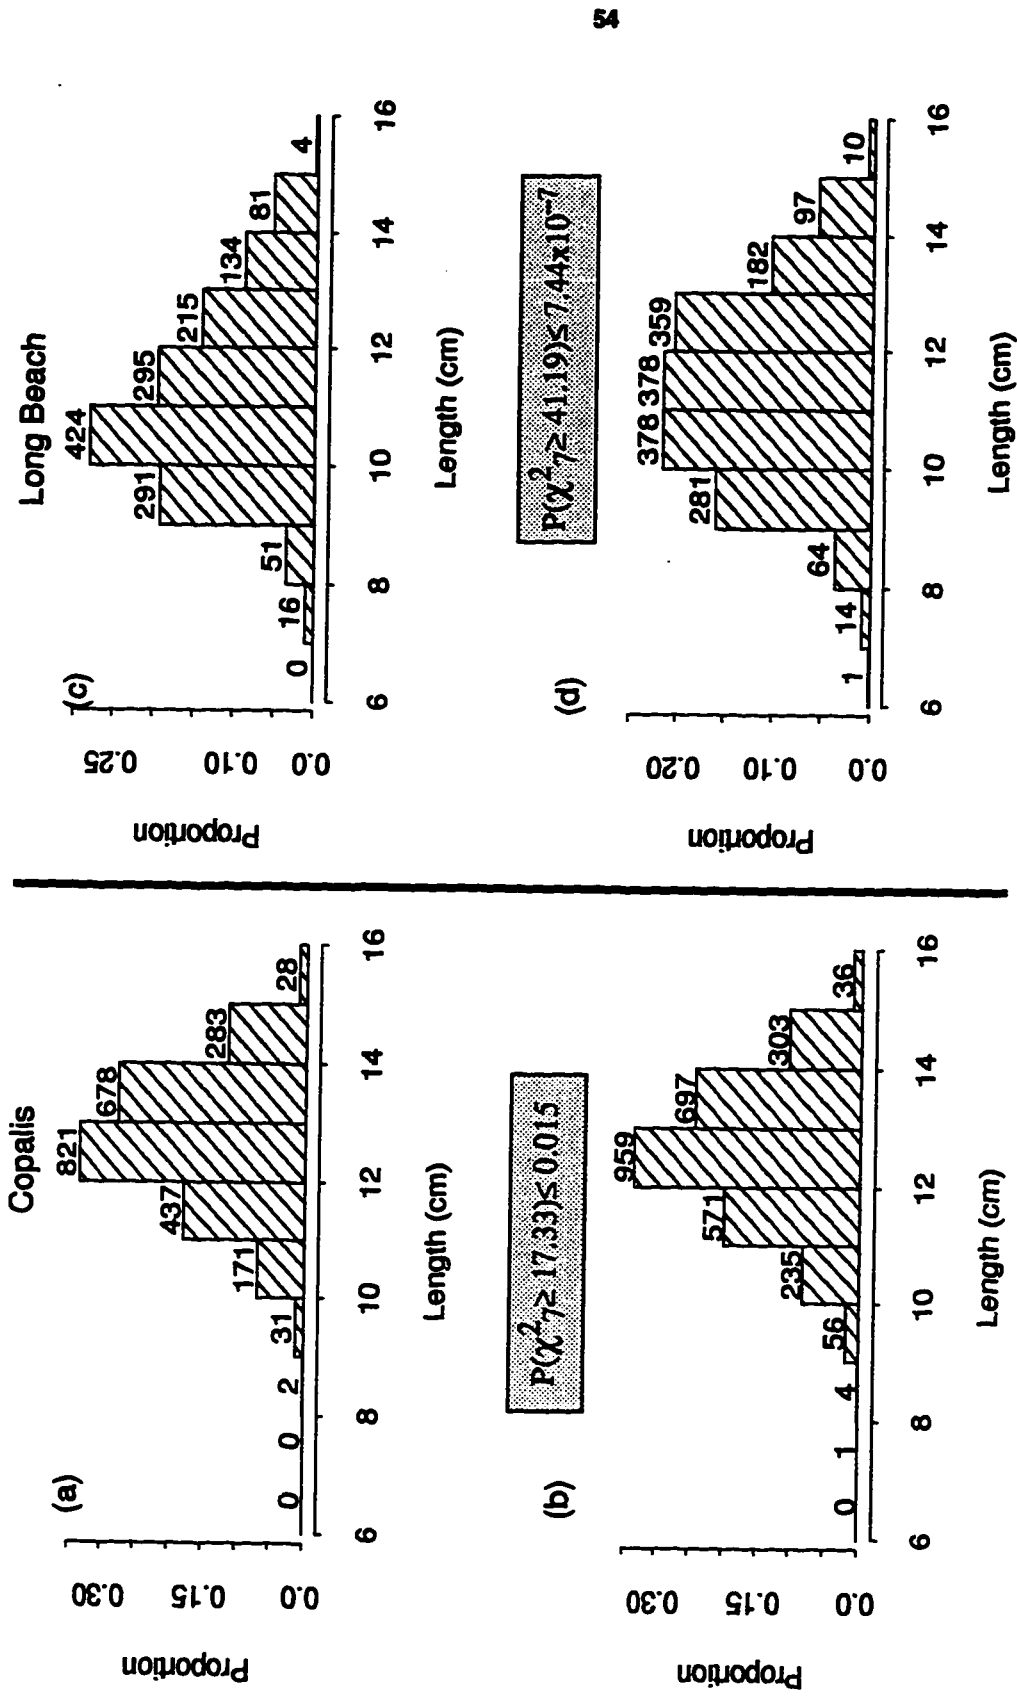 54
Copalis
(a)
Proportion
0.30
0.15
0.0
0 0 2 31 171 437 821 678 283 28
6 8 10 12 14 16
Length (cm)
P(χ²₇≥ 17.33)≤ 0.015
(b)
Proportion
0.30
0.15
0.0
0 1 4 56 235 571 959 697 303 36
6 8 10 12 14 16
Length (cm)
Long Beach
(c)
Proportion
0.25
0.10
0.0
0 16 51 291 424 295 215 134 81 4
6 8 10 12 14 16
Length (cm)
P(χ²₇≥ 41.19)≤ 7.44x10⁻⁷
(d)
Proportion
0.20
0.10
0.0
1 14 64 281 378 378 359 182 97 10
6 8 10 12 14 16
Length (cm)